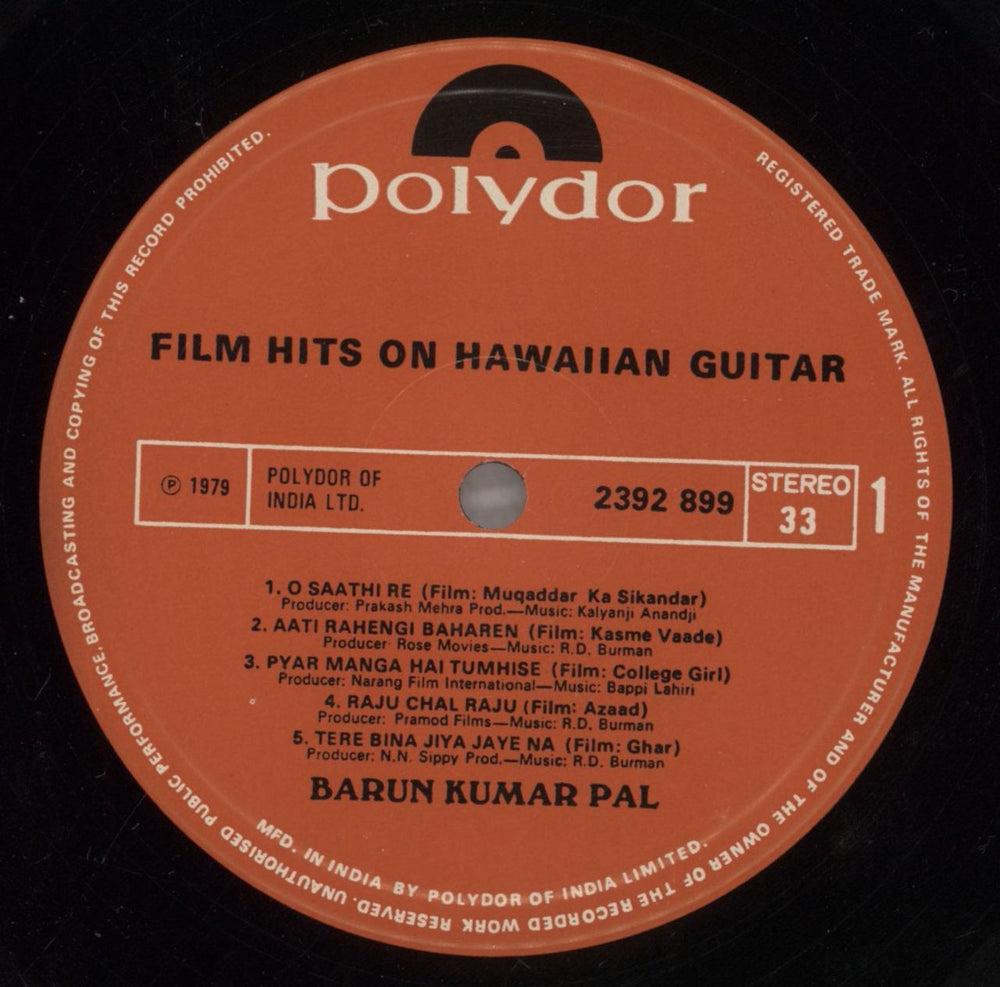 polydor
FILM HITS ON HAWAIIAN GUITAR
℗ 1979
POLYDOR OF
INDIA LTD.
2392 899
STEREO
33
1
1. O SAATHI RE (Film: Muqaddar Ka Sikandar)
Producer: Prakash Mehra Prod.—Music: Kalyanji Anandji
2. AATI RAHENGI BAHAREN (Film: Kasme Vaade)
Producer: Rose Movies—Music: R.D. Burman
3. PYAR MANGA HAI TUMHISE (Film: College Girl)
Producer: Narang Film International—Music: Bappi Lahiri
4. RAJU CHAL RAJU (Film: Azaad)
Producer: Pramod Films—Music: R.D. Burman
5. TERE BINA JIYA JAYE NA (Film: Ghar)
Producer: N.N. Sippy Prod.—Music: R.D. Burman
BARUN KUMAR PAL
MFD. IN INDIA BY POLYDOR OF INDIA LIMITED.
REGISTERED TRADE MARK. ALL RIGHTS OF THE MANUFACTURER AND OF THE OWNER OF THE RECORDED WORK RESERVED. UNAUTHORISED PUBLIC PERFORMANCE, BROADCASTING AND COPYING OF THIS RECORD PROHIBITED.